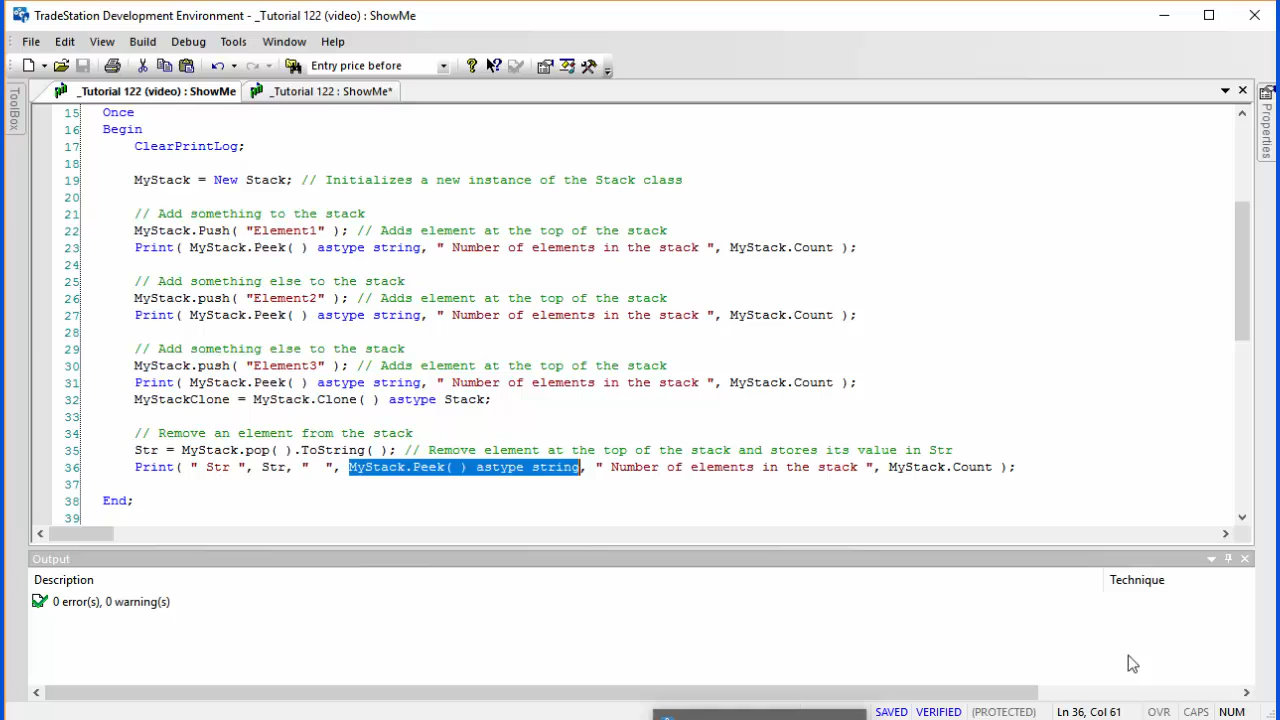 TradeStation Development Environment - _Tutorial 122 (video) : ShowMe
File Edit View Build Debug Tools Window Help
Entry price before
_Tutorial 122 (video) : ShowMe _Tutorial 122 : ShowMe*
ToolBox
Properties
15 Once
16 Begin
17 ClearPrintLog;
18
19 MyStack = New Stack; // Initializes a new instance of the Stack class
20
21 // Add something to the stack
22 MyStack.Push( "Element1" ); // Adds element at the top of the stack
23 Print( MyStack.Peek( ) astype string, " Number of elements in the stack ", MyStack.Count );
24
25 // Add something else to the stack
26 MyStack.push( "Element2" ); // Adds element at the top of the stack
27 Print( MyStack.Peek( ) astype string, " Number of elements in the stack ", MyStack.Count );
28
29 // Add something else to the stack
30 MyStack.push( "Element3" ); // Adds element at the top of the stack
31 Print( MyStack.Peek( ) astype string, " Number of elements in the stack ", MyStack.Count );
32 MyStackClone = MyStack.Clone( ) astype Stack;
33
34 // Remove an element from the stack
35 Str = MyStack.pop( ).ToString( ); // Remove element at the top of the stack and stores its value in Str
36 Print( " Str ", Str, "  ", MyStack.Peek( ) astype string, " Number of elements in the stack ", MyStack.Count );
37
38 End;
39
Output
Description Technique
0 error(s), 0 warning(s)
SAVED VERIFIED (PROTECTED) Ln 36, Col 61 OVR CAPS NUM